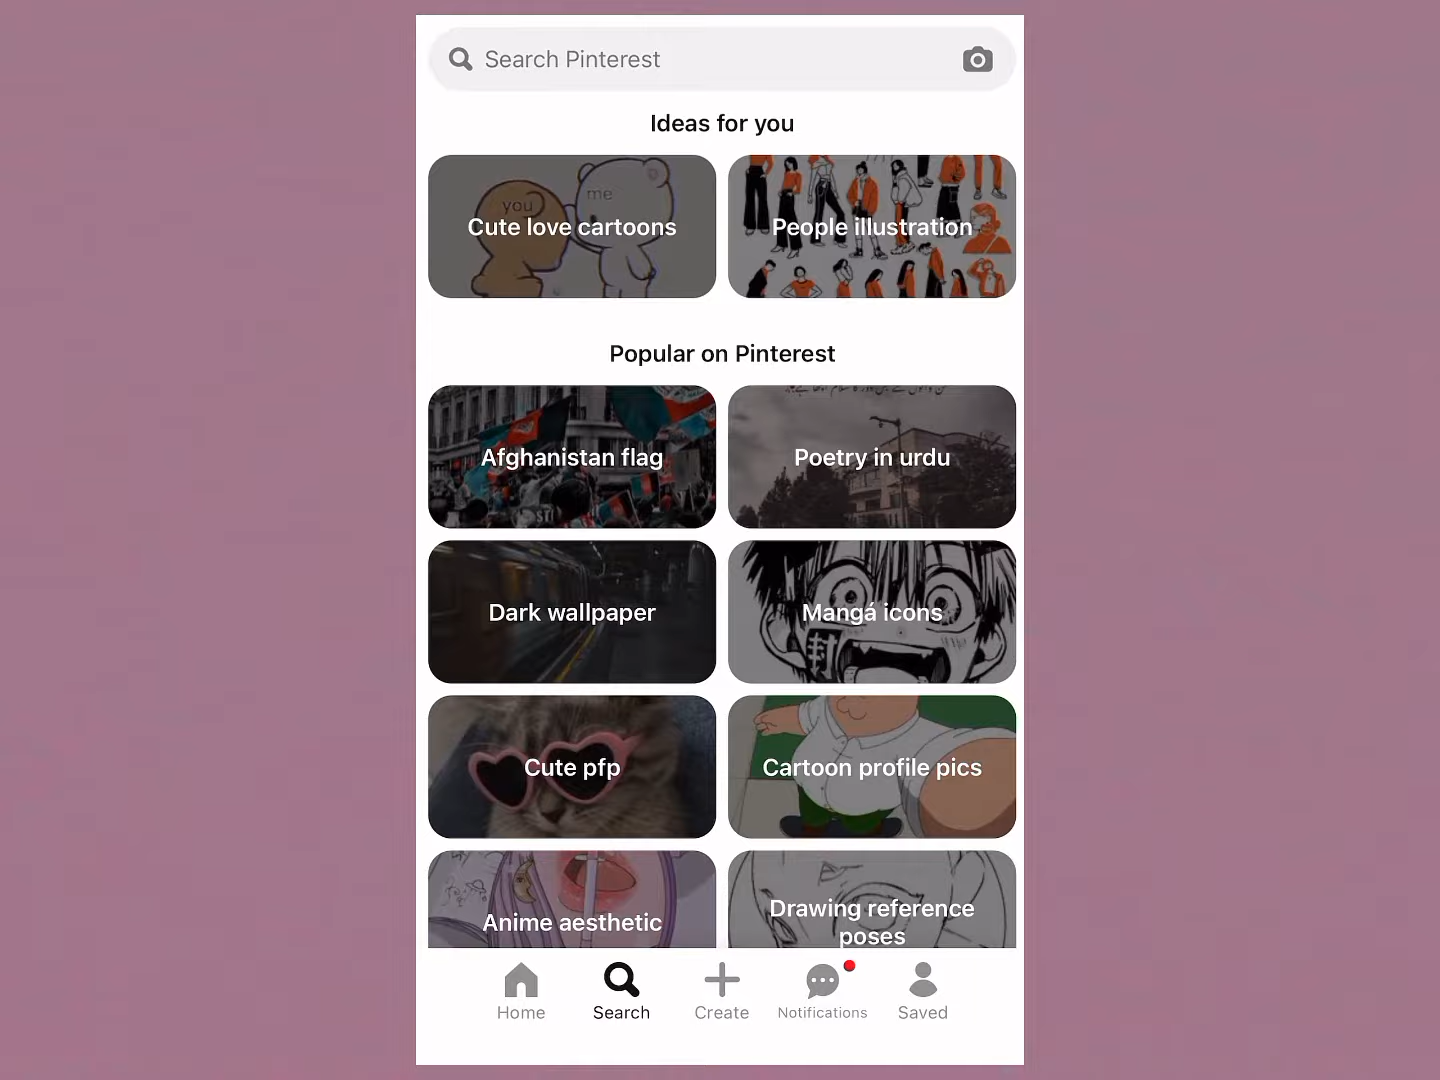 Search Pinterest
Ideas for you
you
me
Cute love cartoons
People illustration
Popular on Pinterest
Afghanistan flag
Poetry in urdu
Dark wallpaper
Mangá icons
Cute pfp
Cartoon profile pics
Anime aesthetic
Drawing reference
poses
Home
Search
Create
Notifications
Saved